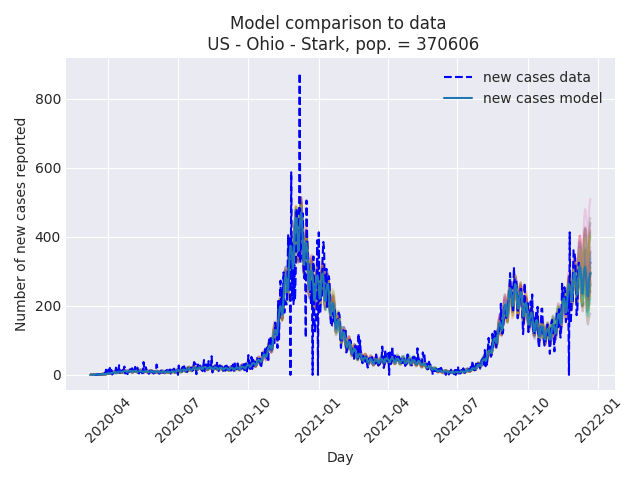 Model comparison to data
US - Ohio - Stark, pop. = 370606
new cases data
new cases model
Number of new cases reported
800
600
400
200
0
2020-04
2020-07
2020-10
2021-01
2021-04
2021-07
2021-10
2022-01
Day